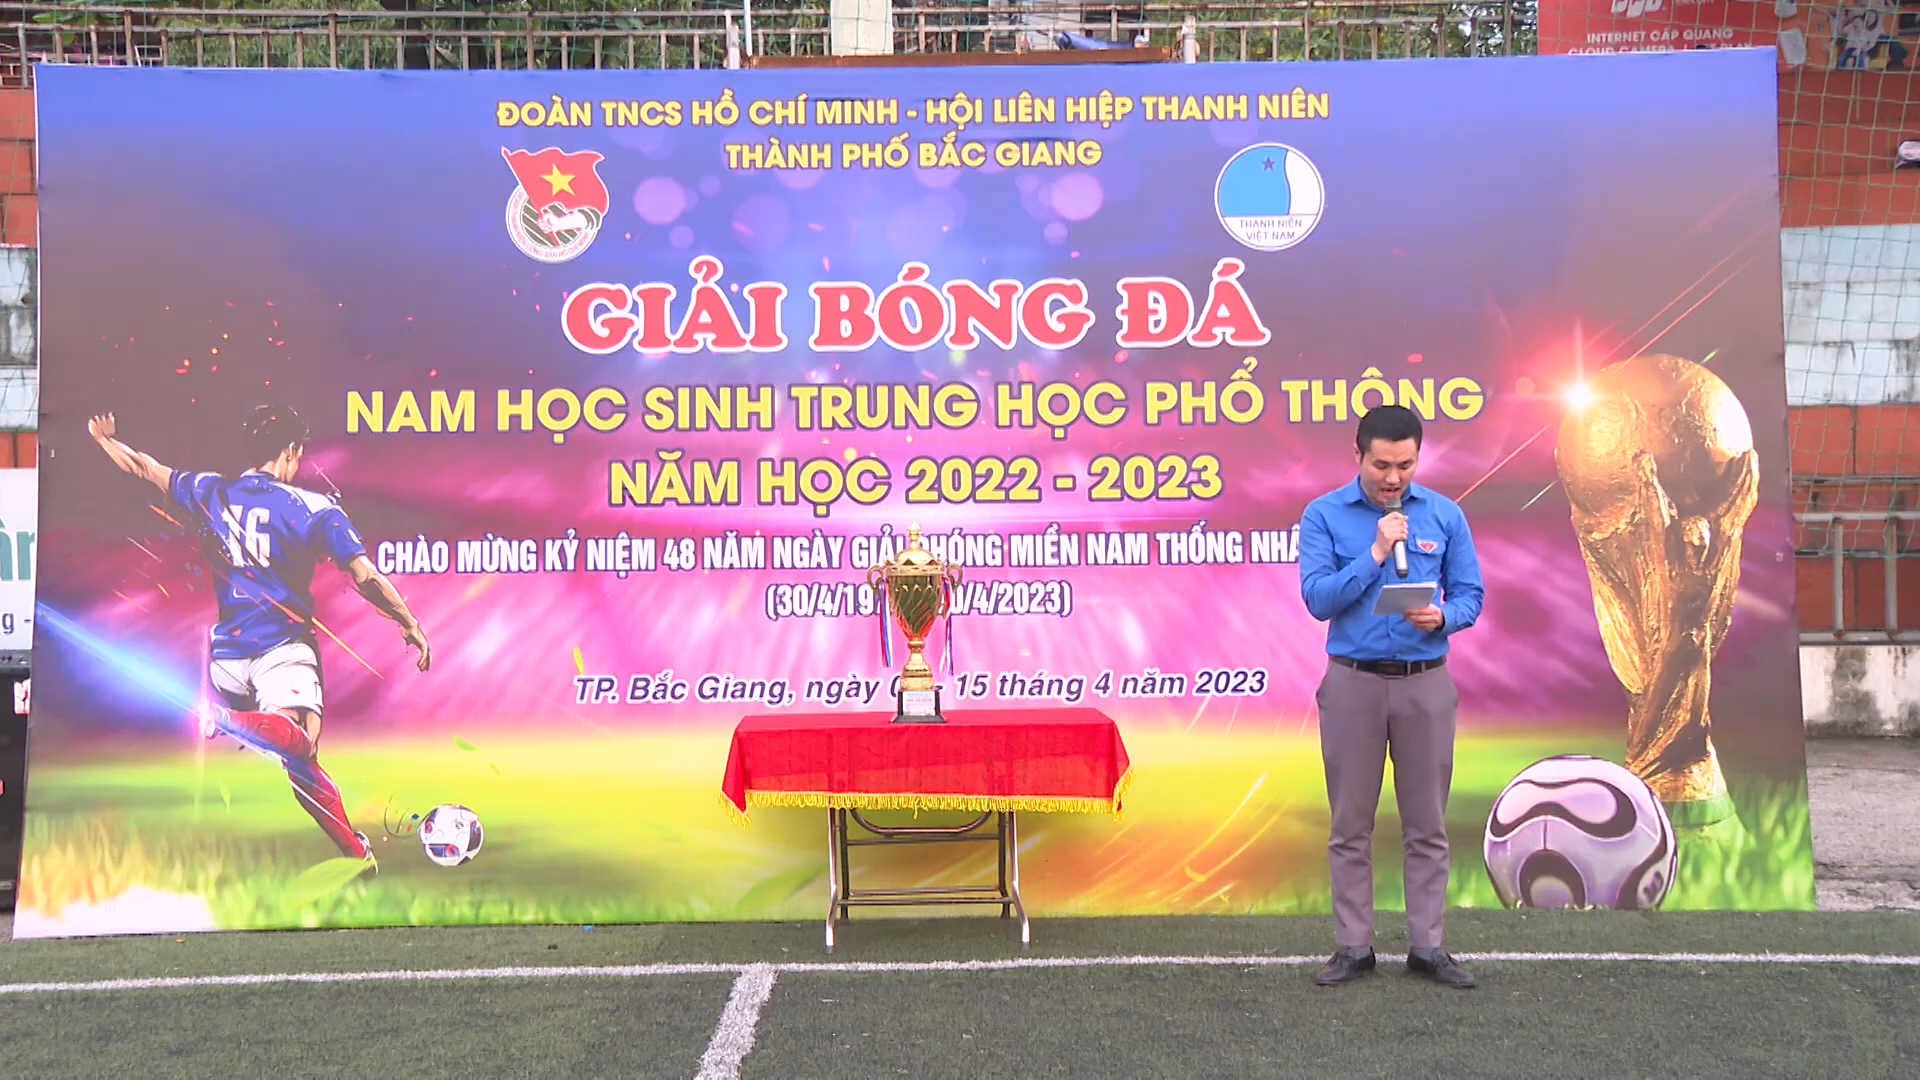 INTERNET CÁP QUANG
ĐOÀN TNCS HỒ CHÍ MINH - HỘI LIÊN HIỆP THANH NIÊN
THÀNH PHỐ BẮC GIANG
THANH NIÊN
VIỆT NAM
GIẢI BÓNG ĐÁ
NAM HỌC SINH TRUNG HỌC PHỔ THÔNG
NĂM HỌC 2022 - 2023
16
CHÀO MỪNG KỶ NIỆM 48 NĂM NGÀY GIẢI PHÓNG MIỀN NAM THỐNG
(30/4/19 /4/2023)
TP. Bắc Giang, ngày - 15 tháng 4 năm 2023